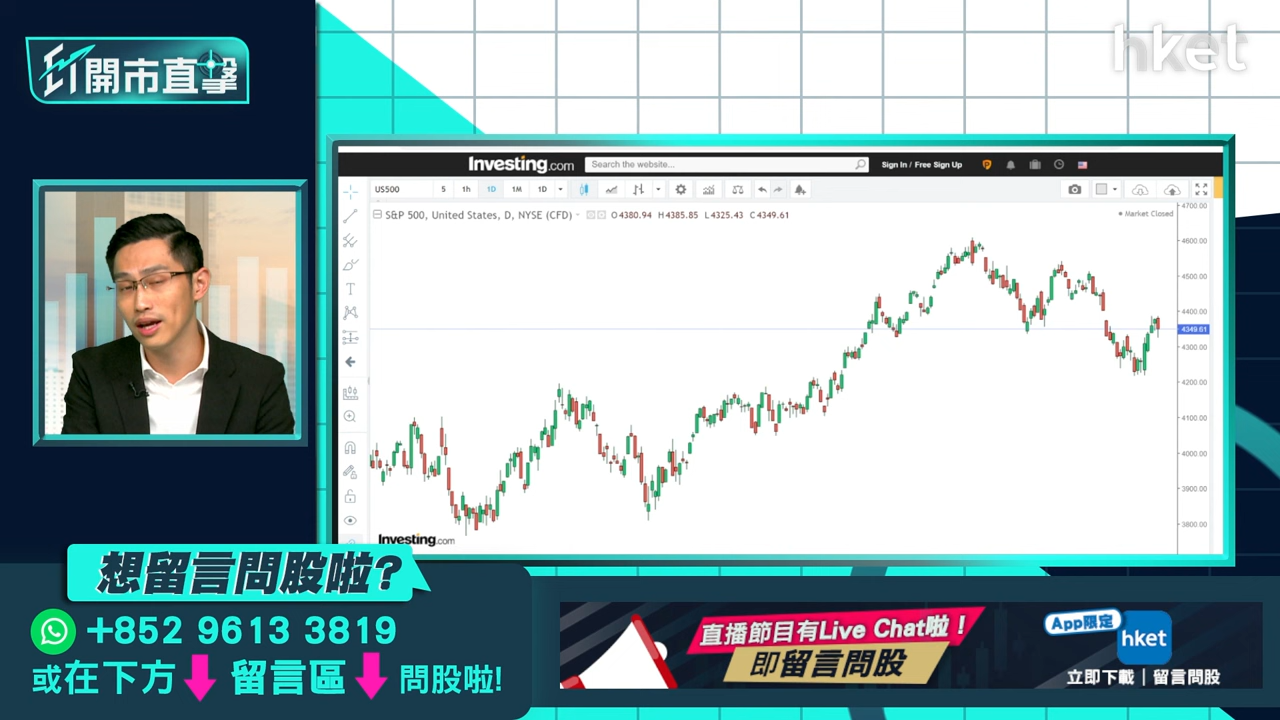 ET開市直擊
hket
Investing.com
Search the website...
Sign In / Free Sign Up
US500
5
1h
1D
1M
1D
S&P 500, United States, D, NYSE (CFD)
O4380.94 H4385.85 L4325.43 C4349.61
Market Closed
4700.00
4600.00
4500.00
4400.00
4349.61
4300.00
4200.00
4100.00
4000.00
3900.00
3800.00
Investing.com
想留言問股啦?
+852 9613 3819
或在下方 留言區 問股啦!
直播節目有Live Chat啦！
即留言問股
App限定
hket
立即下載｜留言問股